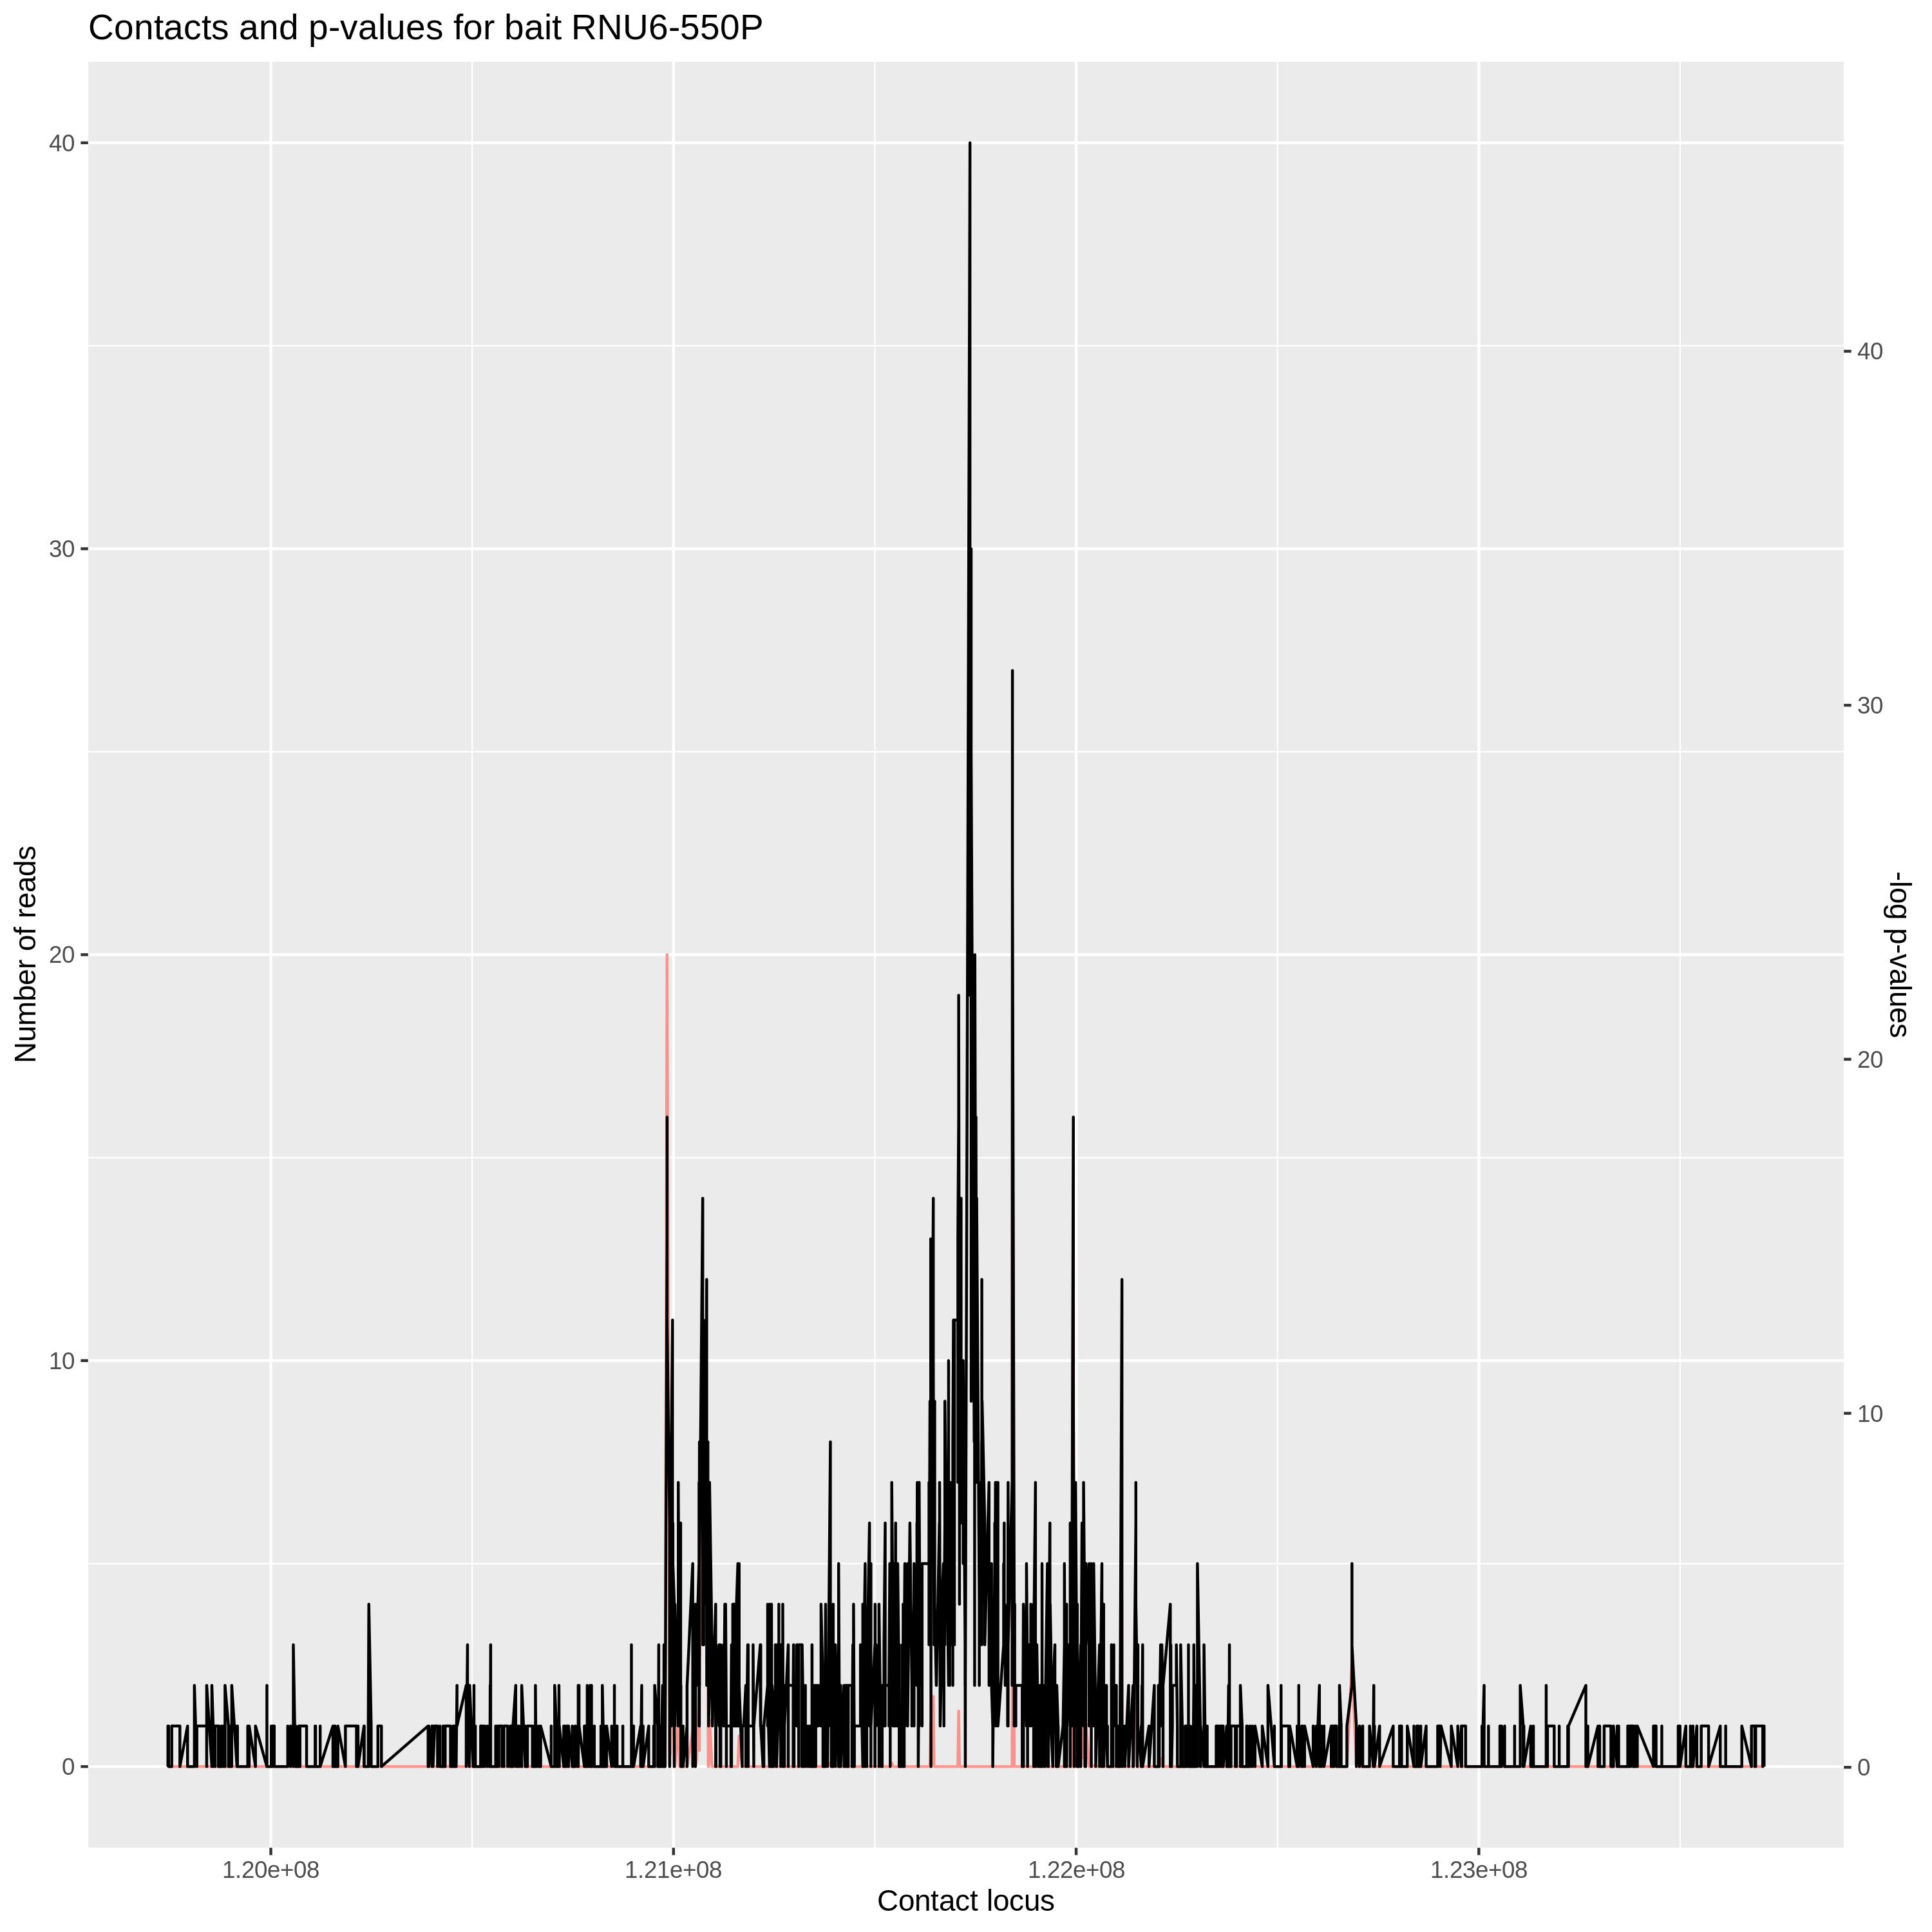 Contacts and p-values for bait RNU6-550P
40
30
20
10
0
Number of reads
40
30
20
10
0
-log p-values
1.20e+08
1.21e+08
1.22e+08
1.23e+08
Contact locus